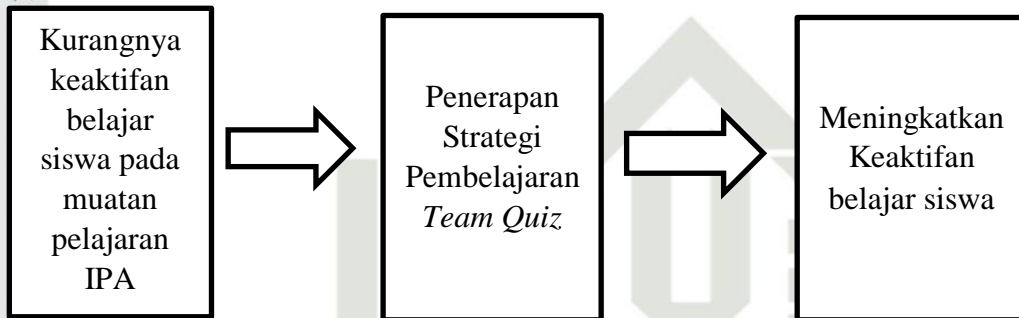 Kurangnya
keaktifan
belajar
siswa pada
muatan
pelajaran
IPA
Penerapan
Strategi
Pembelajaran
Team Quiz
Meningkatkan
Keaktifan
belajar siswa